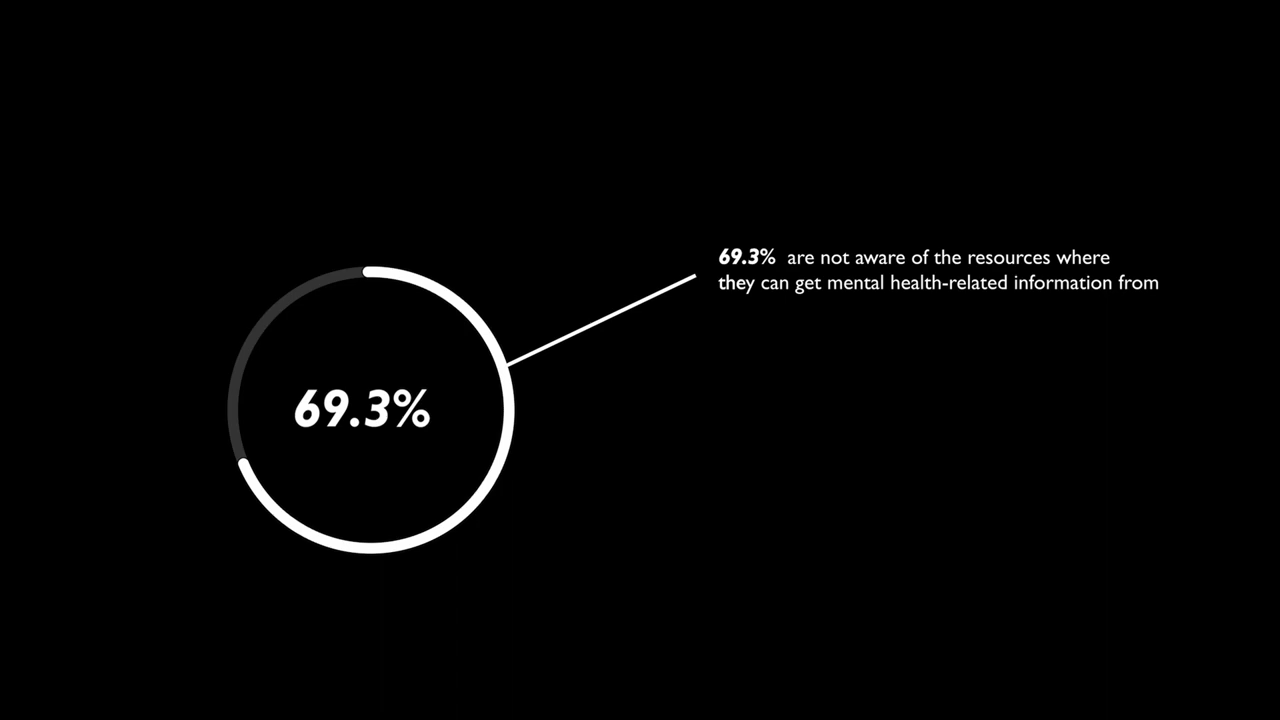 69.3%
69.3% are not aware of the resources where
they can get mental health-related information from